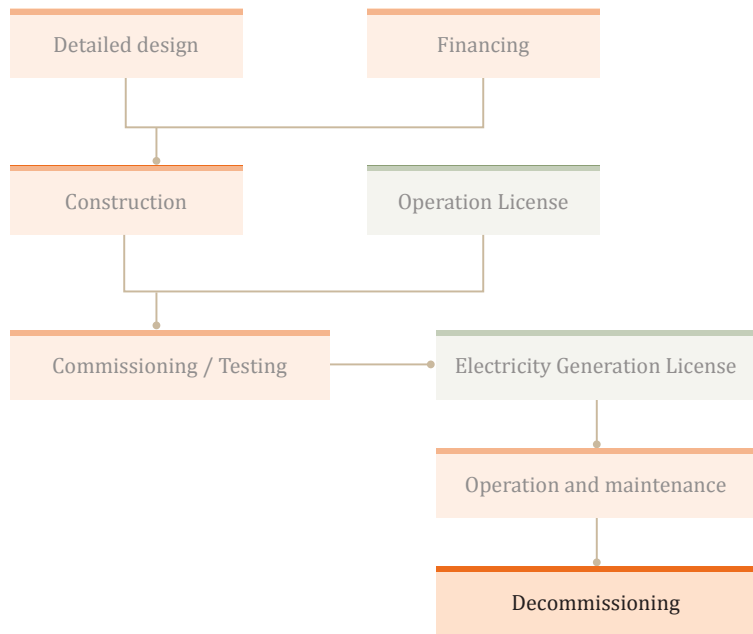 Detailed design
Financing
Construction
Operation License
Commissioning / Testing
Electricity Generation License
Operation and maintenance
Decommissioning